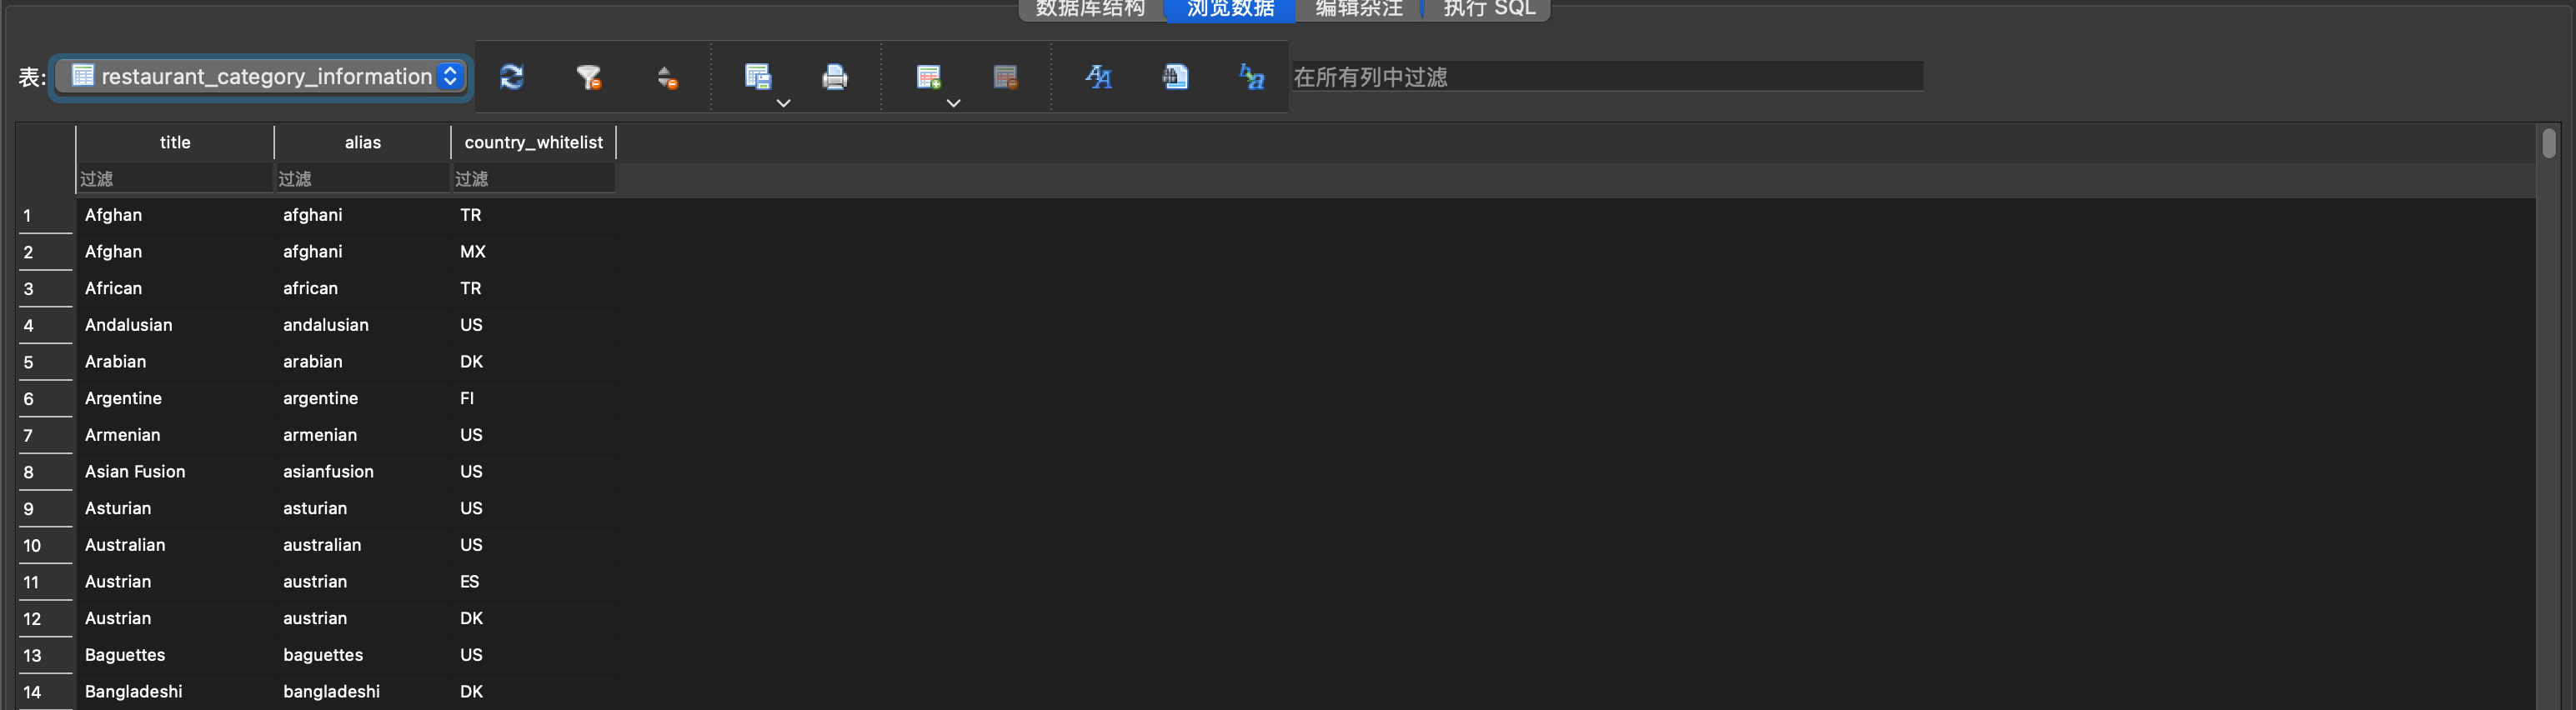 数据库结构 浏览数据 编辑杂注 执行 SQL
表: restaurant_category_information 在所有列中过滤
title alias country_whitelist
过滤 过滤 过滤
1 Afghan afghani TR
2 Afghan afghani MX
3 African african TR
4 Andalusian andalusian US
5 Arabian arabian DK
6 Argentine argentine FI
7 Armenian armenian US
8 Asian Fusion asianfusion US
9 Asturian asturian US
10 Australian australian US
11 Austrian austrian ES
12 Austrian austrian DK
13 Baguettes baguettes US
14 Bangladeshi bangladeshi DK